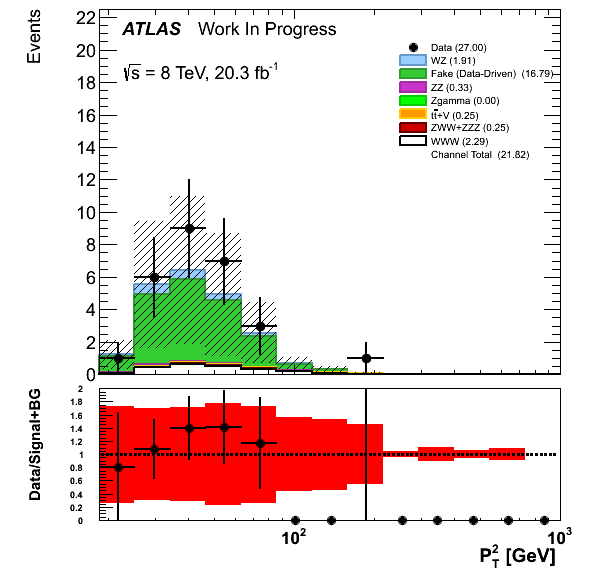 Events
22
20
18
16
14
12
10
8
6
4
2
0
ATLAS Work In Progress
√s = 8 TeV, 20.3 fb⁻¹
Data (27.00)
WZ (1.91)
Fake (Data-Driven) (16.79)
ZZ (0.33)
Zgamma (0.00)
tt̄+V (0.25)
ZWW+ZZZ (0.25)
WWW (2.29)
Channel Total (21.82)
Data/Signal+BG
2
1.8
1.6
1.4
1.2
1
0.8
0.6
0.4
0.2
0
10²
10³
P²_T [GeV]